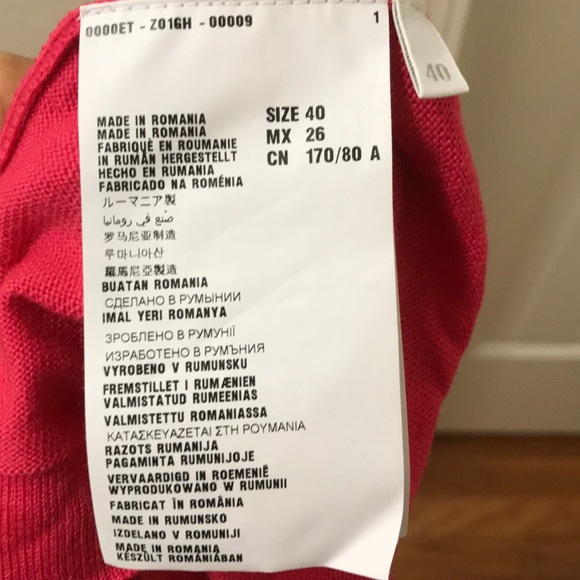 0000ET - Z01GH - 00009 1
40
SIZE 40
MX 26
CN 170/80 A
MADE IN ROMANIA
MADE IN ROMANIA
FABRIQUÈ EN ROUMANIE
IN RUMÄN HERGESTELLT
HECHO EN RUMANIA
FABRICADO NA ROMÉNIA
ルーマニア製
صنع في رومانيا
罗马尼亚制造
루마니아산
羅馬尼亞製造
BUATAN ROMANIA
СДЕЛАНО В РУМЫНИИ
IMAL YERI ROMANYA
ЗРОБЛЕНО В РУМУНІЇ
ИЗРАБОТЕНО В РУМЪНИЯ
VYROBENO V RUMUNSKU
FREMSTILLET I RUMÆNIEN
VALMISTATUD RUMEENIAS
VALMISTETTU ROMANIASSA
ΚΑΤΑΣΚΕΥΑΖΕΤΑΙ ΣΤΗ ΡΟΥΜΑΝΙΑ
RAZOTS RUMANIJA
PAGAMINTA RUMUNIJOJE
VERVAARDIGD IN ROEMENIË
WYPRODUKOWANO W RUMUNII
FABRICAT ÎN ROMÂNIA
MADE IN RUMUNSKO
IZDELANO V ROMUNIJI
MADE IN ROMANIA
KÉSZÜLT ROMÁNIÁBAN